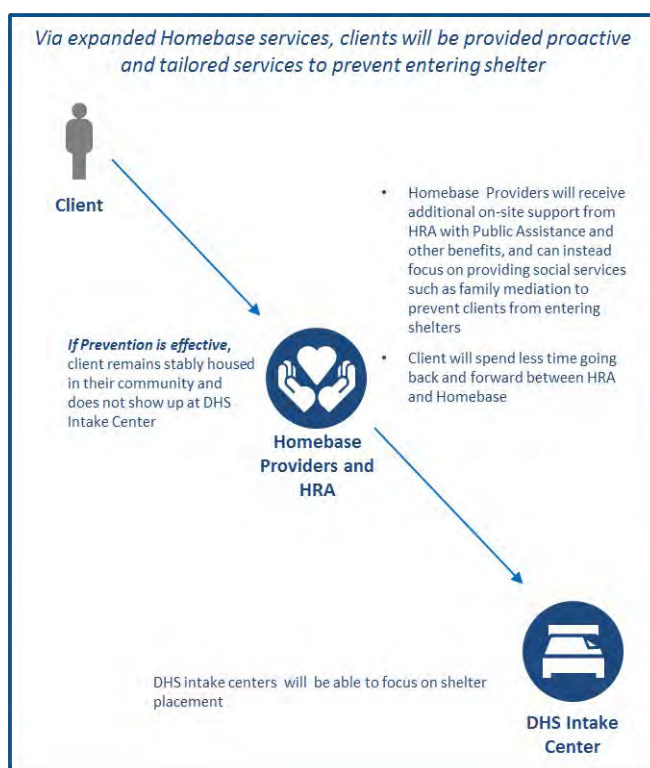 Via expanded Homebase services, clients will be provided proactive
and tailored services to prevent entering shelter
Client
• Homebase Providers will receive
additional on-site support from
HRA with Public Assistance and
other benefits, and can instead
focus on providing social services
such as family mediation to
prevent clients from entering
shelters
• Client will spend less time going
back and forward between HRA
and Homebase
If Prevention is effective,
client remains stably housed
in their community and
does not show up at DHS
Intake Center
Homebase
Providers and
HRA
DHS intake centers will be able to focus on shelter
placement
DHS Intake
Center